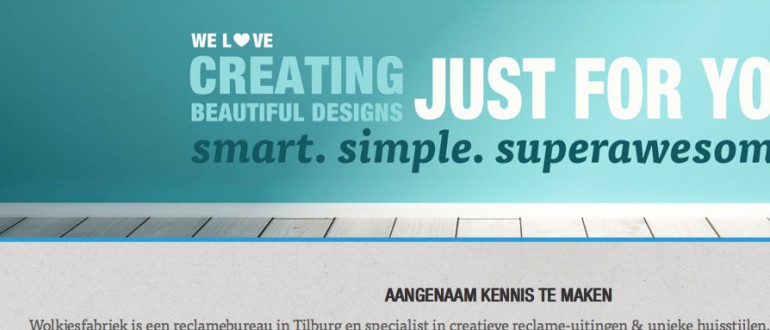 WE L♥VE
CREATING
BEAUTIFUL DESIGNS
JUST FOR YO
smart. simple. superawesom
AANGENAAM KENNIS TE MAKEN
Wolkjesfabriek is een reclamebureau in Tilburg en specialist in creatieve reclame-uitingen & unieke huisstijlen.